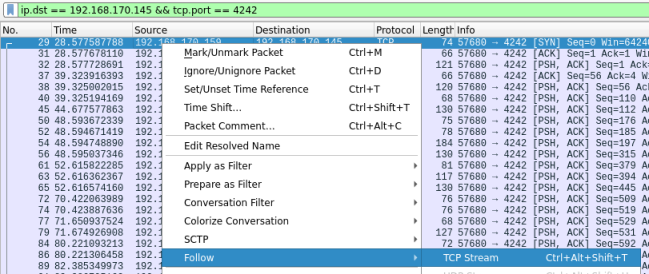 ip.dst == 192.168.170.145 && tcp.port == 4242
No. Time Source Destination Protocol Length Info
29 28.577587788 192.168.170.159 192.168.170.145 TCP 74 57680 → 4242 [SYN] Seq=0 Win=6424
31 28.577678110 192.1 66 57680 → 4242 [ACK] Seq=1 Ack=1 W
32 28.577728691 192.1 121 57680 → 4242 [PSH, ACK] Seq=1 Ack=
37 39.323916393 192.1 66 57680 → 4242 [ACK] Seq=56 Ack=4 W
38 39.325002015 192.1 120 57680 → 4242 [PSH, ACK] Seq=56 Ack
40 39.325194169 192.1 68 57680 → 4242 [PSH, ACK] Seq=110 A
45 44.677577863 192.1 130 57680 → 4242 [PSH, ACK] Seq=112 A
50 48.593672339 192.1 75 57680 → 4242 [PSH, ACK] Seq=176 A
52 48.594671419 192.1 78 57680 → 4242 [PSH, ACK] Seq=185 A
54 48.594748890 192.1 184 57680 → 4242 [PSH, ACK] Seq=197 A
56 48.595037346 192.1 130 57680 → 4242 [PSH, ACK] Seq=315 A
61 52.615822285 192.1 81 57680 → 4242 [PSH, ACK] Seq=379 A
63 52.616362367 192.1 117 57680 → 4242 [PSH, ACK] Seq=394 A
65 52.616574160 192.1 130 57680 → 4242 [PSH, ACK] Seq=445 A
72 70.422063989 192.1 76 57680 → 4242 [PSH, ACK] Seq=509 A
74 70.423887636 192.1 76 57680 → 4242 [PSH, ACK] Seq=519 A
77 71.650937524 192.1 68 57680 → 4242 [PSH, ACK] Seq=529 A
79 71.674926908 192.1 127 57680 → 4242 [PSH, ACK] Seq=531 A
84 80.221093213 192.1 72 57680 → 4242 [PSH, ACK] Seq=592 A
86 80.221306458 192.1
89 82.385349973 192.1
Mark/Unmark Packet Ctrl+M
Ignore/Unignore Packet Ctrl+D
Set/Unset Time Reference Ctrl+T
Time Shift... Ctrl+Shift+T
Packet Comment... Ctrl+Alt+C
Edit Resolved Name
Apply as Filter
Prepare as Filter
Conversation Filter
Colorize Conversation
SCTP
Follow
TCP Stream Ctrl+Alt+Shift+T